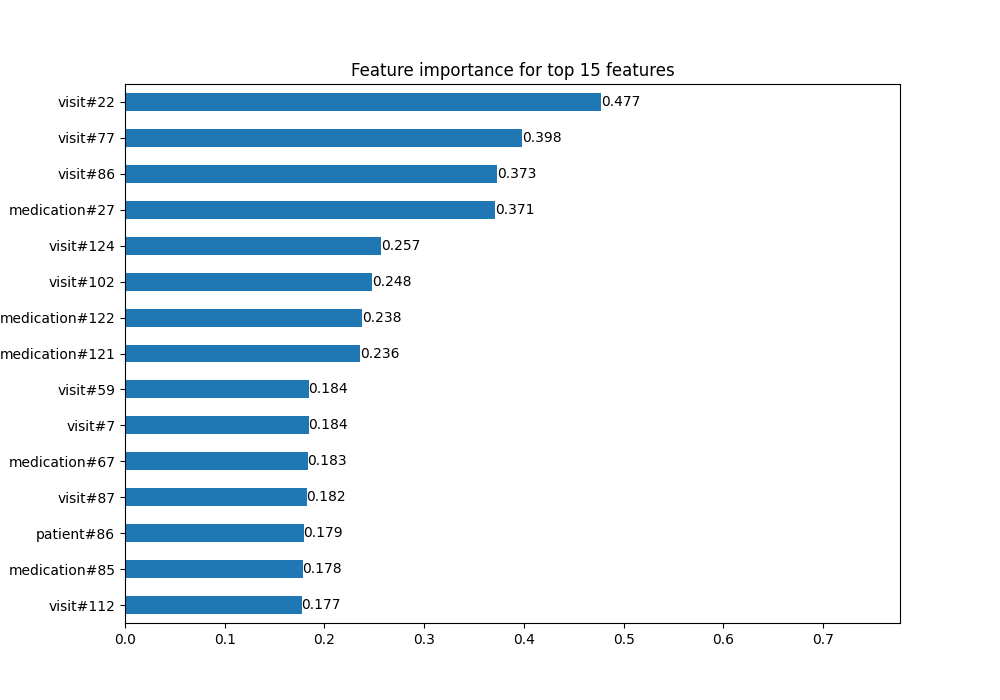 Feature importance for top 15 features
visit#22 0.477
visit#77 0.398
visit#86 0.373
medication#27 0.371
visit#124 0.257
visit#102 0.248
medication#122 0.238
medication#121 0.236
visit#59 0.184
visit#7 0.184
medication#67 0.183
visit#87 0.182
patient#86 0.179
medication#85 0.178
visit#112 0.177
0.0 0.1 0.2 0.3 0.4 0.5 0.6 0.7